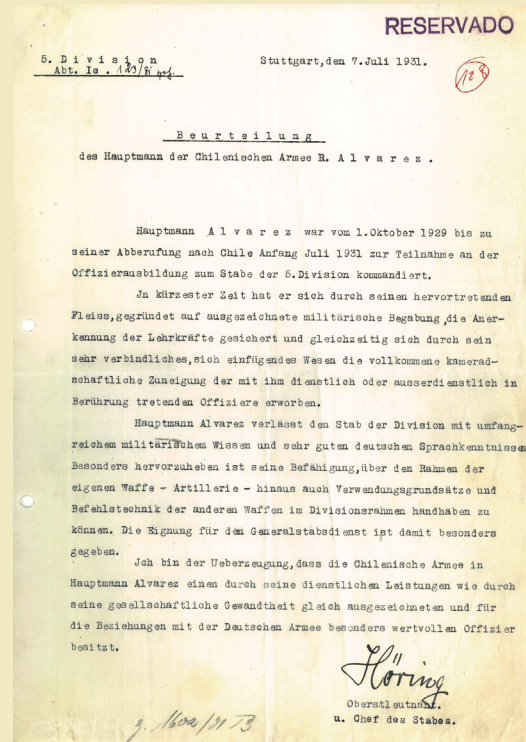 RESERVADO
5. Division
Abt. Ic. 123/31 
Stuttgart, den 7. Juli 1931.
128
Beurteilung
des Hauptmann der Chilenischen Armee R. Alvarez.
Hauptmann Alvarez war vom 1. Oktober 1929 bis zu
seiner Abberufung nach Chile Anfang Juli 1931 zur Teilnahme an der
Offizierausbildung zum Stabe der 5. Division kommandiert.
Jn kürzester Zeit hat er sich durch seinen hervortretenden
Fleiss, gegründet auf ausgezeichnete militärische Begabung, die Aner-
kennung der Lehrkräfte gesichert und gleichzeitig sich durch sein
sehr verbindliches, sich einfügendes Wesen die vollkommene kamerad-
schaftliche Zuneigung der mit ihm dienstlich oder ausserdienstlich in
Berührung tretenden Offiziere erworben.
Hauptmann Alvarez verlässt den Stab der Division mit umfang-
reichem militärischem Wissen und sehr guten deutschen Sprachkenntnissen
Besonders hervorzuheben ist seine Befähigung, über den Rahmen der
eigenen Waffe - Artillerie - hinaus auch Verwendungsgrundsätze und
Befehlstechnik der anderen Waffen im Divisionsrahmen handhaben zu
können. Die Eignung für den Generalstabsdienst ist damit besonders
gegeben.
Jch bin der Ueberzeugung, dass die Chilenische Armee in
Hauptmann Alvarez einen durch seine dienstlichen Leistungen wie durch
seine gesellschaftliche Gewandtheit gleich ausgezeichneten und für
die Beziehungen mit der Deutschen Armee besonders wertvollen Offizier
besitzt.
Höring
Oberstleutnant.
u. Chef des Stabes.
1602/31